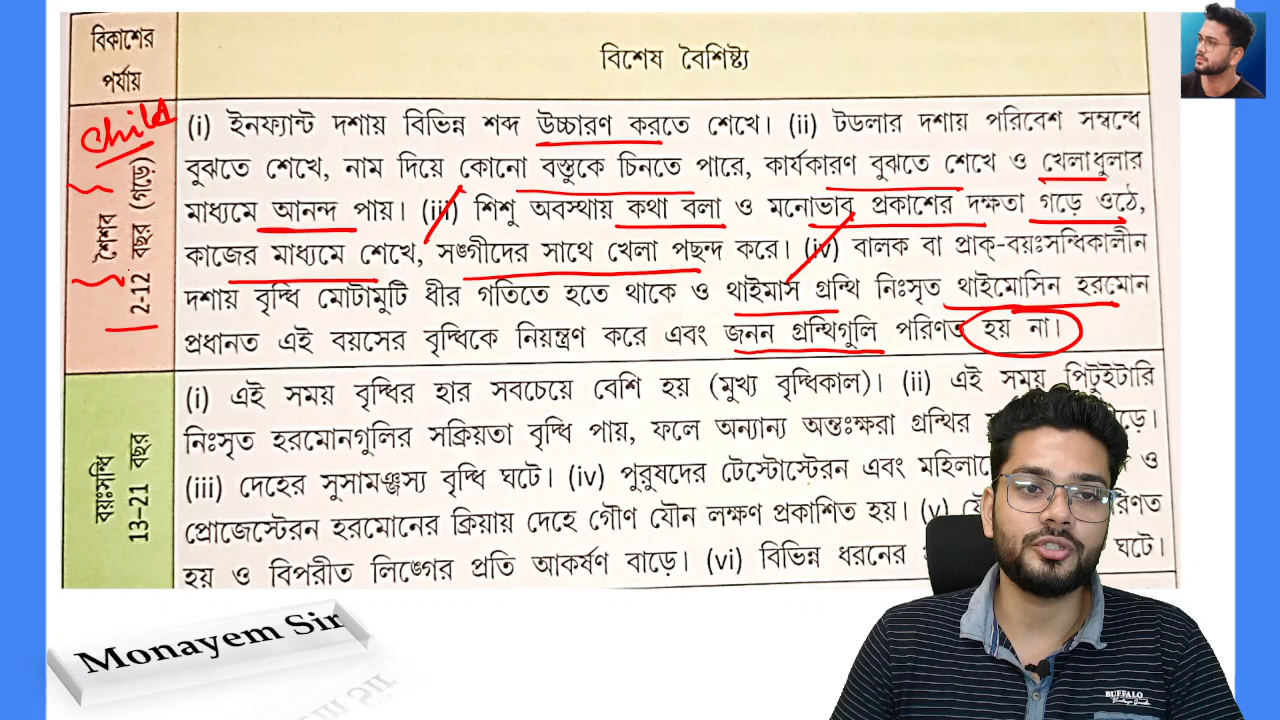 বিকাশের
পর্যায়
বিশেষ বৈশিষ্ট্য
Child
শৈশব
2-12 বছর (গড়ে)
(i) ইনফ্যান্ট দশায় বিভিন্ন শব্দ উচ্চারণ করতে শেখে। (ii) টডলার দশায় পরিবেশ সম্বন্ধে
বুঝতে শেখে, নাম দিয়ে কোনো বস্তুকে চিনতে পারে, কার্যকারণ বুঝতে শেখে ও খেলাধুলার
মাধ্যমে আনন্দ পায়। (iii) শিশু অবস্থায় কথা বলা ও মনোভাব প্রকাশের দক্ষতা গড়ে ওঠে,
কাজের মাধ্যমে শেখে, সঙ্গীদের সাথে খেলা পছন্দ করে। (iv) বালক বা প্রাক্-বয়ঃসন্ধিকালীন
দশায় বৃদ্ধি মোটামুটি ধীর গতিতে হতে থাকে ও থাইমাস গ্রন্থি নিঃসৃত থাইমোসিন হরমোন
প্রধানত এই বয়সের বৃদ্ধিকে নিয়ন্ত্রণ করে এবং জনন গ্রন্থিগুলি পরিণত হয় না।
বয়ঃসন্ধি
13-21 বছর
(i) এই সময় বৃদ্ধির হার সবচেয়ে বেশি হয় (মুখ্য বৃদ্ধিকাল)। (ii) এই সময় পিটুইটারি
নিঃসৃত হরমোনগুলির সক্রিয়তা বৃদ্ধি পায়, ফলে অন্যান্য অন্তঃক্ষরা গ্রন্থির
(iii) দেহের সুসামঞ্জস্য বৃদ্ধি ঘটে। (iv) পুরুষদের টেস্টোস্টেরন এবং ও
প্রোজেস্টেরন হরমোনের ক্রিয়ায় দেহে গৌণ যৌন লক্ষণ প্রকাশিত হয়। (v)
হয় ও বিপরীত লিঙ্গের প্রতি আকর্ষণ বাড়ে। (vi) বিভিন্ন ধরনের ঘটে।
Monayem Sir
BUFFALO